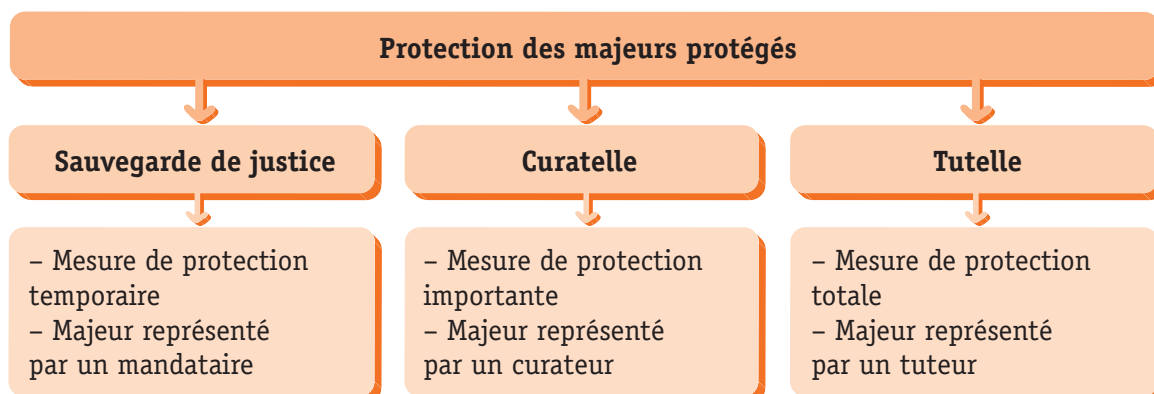 Protection des majeurs protégés
Sauvegarde de justice
Curatelle
Tutelle
– Mesure de protection
temporaire
– Majeur représenté
par un mandataire
– Mesure de protection
importante
– Majeur représenté
par un curateur
– Mesure de protection
totale
– Majeur représenté
par un tuteur